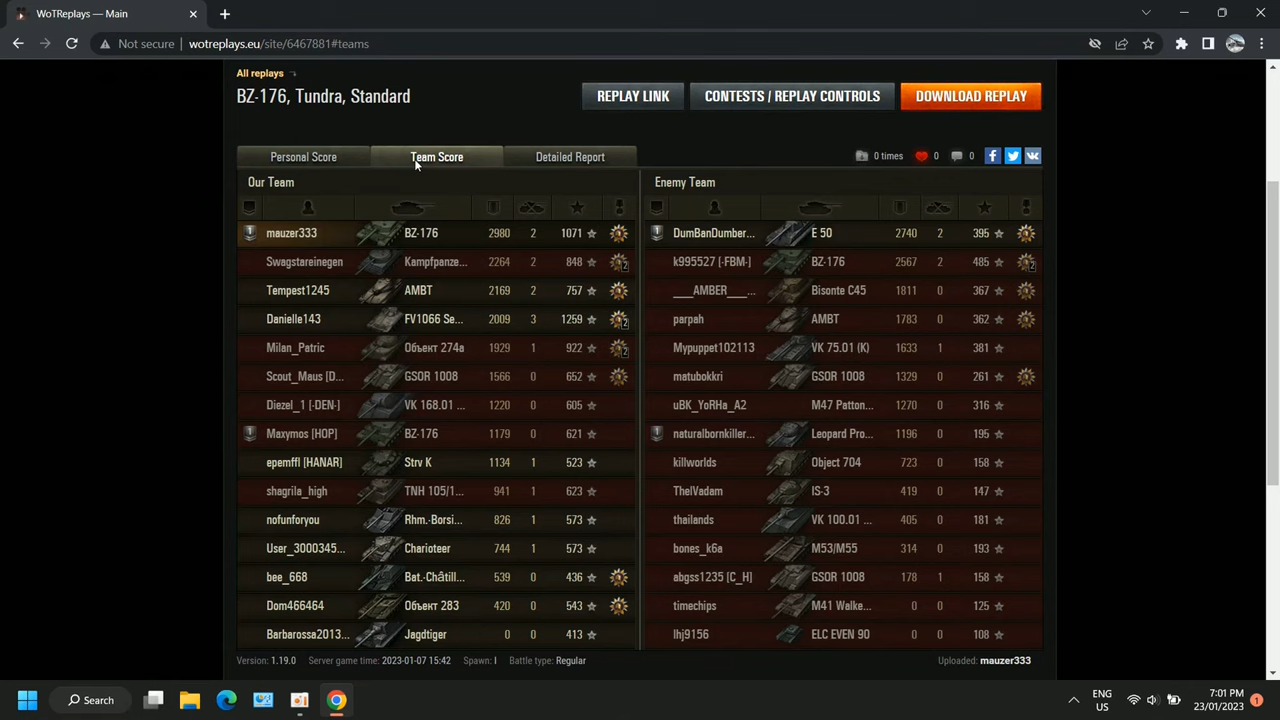 WoTReplays — Main
Not secure wotreplays.eu/site/6467881#teams
All replays
BZ-176, Tundra, Standard
REPLAY LINK CONTESTS / REPLAY CONTROLS DOWNLOAD REPLAY
Personal Score Team Score Detailed Report 0 times 0 0
Our Team Enemy Team
mauzer333 BZ-176 2980 2 1071 DumBanDumber... E 50 2740 2 395
Swagstareinegen Kampfpanze... 2264 2 848 2 k995527 [-FBM-] BZ-176 2567 2 485 2
Tempest1245 AMBT 2169 2 757 ____AMBER____... Bisonte C45 1811 0 367
Danielle143 FV1066 Se... 2009 3 1259 2 parpah AMBT 1783 0 362
Milan_Patric Объект 274a 1929 1 922 2 Mypuppet102113 VK 75.01 (K) 1633 1 381
Scout_Maus [D... GSOR 1008 1566 0 652 matubokkri GSOR 1008 1329 0 261
Diezel_1 [-DEN-] VK 168.01 ... 1220 0 605 uBK_YoRHa_A2 M47 Patton... 1270 0 316
Maxymos [HOP] BZ-176 1179 0 621 naturalbornkiller... Leopard Pro... 1196 0 195
epemffl [HANAR] Strv K 1134 1 523 killworlds Object 704 723 0 158
shagrila_high TNH 105/1... 941 1 623 ThelVadam IS-3 419 0 147
nofunforyou Rhm.-Borsi... 826 1 573 thailands VK 100.01 ... 405 0 181
User_3000345... Charioteer 744 1 573 bones_k6a M53/M55 314 0 193
bee_668 Bat.-Châtill... 539 0 436 abgss1235 [C_H] GSOR 1008 178 1 158
Dom466464 Объект 283 420 0 543 timechips M41 Walke... 0 0 125
Barbarossa2013... Jagdtiger 0 0 413 lhj9156 ELC EVEN 90 0 0 108
Version: 1.19.0 Server game time: 2023-01-07 15:42 Spawn: I Battle type: Regular Uploaded: mauzer333
Search ENG US 7:01 PM 23/01/2023 1